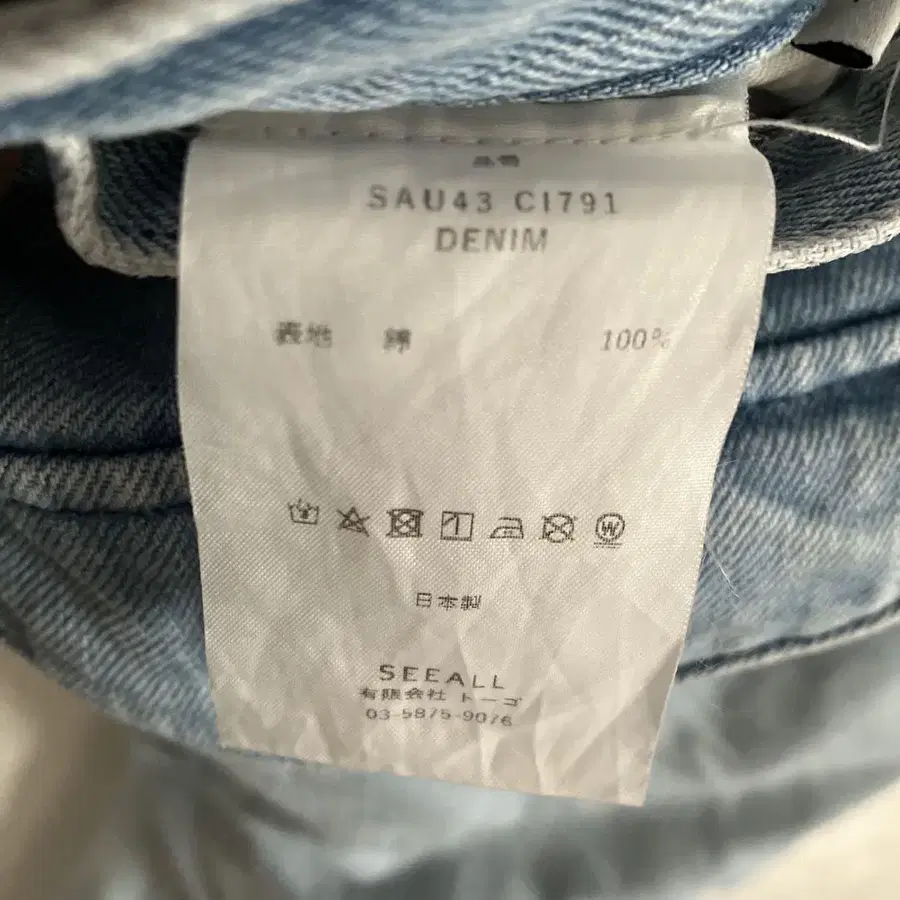 品番
SAU43 CI791
DENIM
表地 綿 100%
日本製
SEEALL
有限会社 トーゴ
03-5875-9076